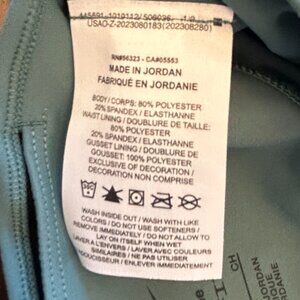 USAO-Z-2023080183(2023208280)
RN#56323 - CA#05553
MADE IN JORDAN
FABRIQUÉ EN JORDANIE
BODY / CORPS: 80% POLYESTER
20% SPANDEX / ELASTHANNE
WAIST LINING / DOUBLURE DE TAILLE:
80% POLYESTER
20% SPANDEX / ELASTHANNE
GUSSET LINING / DOUBLURE DE
GOUSSET: 100% POLYESTER
EXCLUSIVE OF DECORATION /
DECORATION NON COMPRISE
WASH INSIDE OUT / WASH WITH LIKE
COLORS / DO NOT USE SOFTENERS /
REMOVE IMMEDIATELY / DO NOT ALLOW TO
LAY ON ITSELF WHEN WET
LAVER À L'ENVERS / LAVER AVEC COULEURS
SIMILAIRES / NE PAS UTILISER
IMMÉDIATEMENT
CH
JORDAN